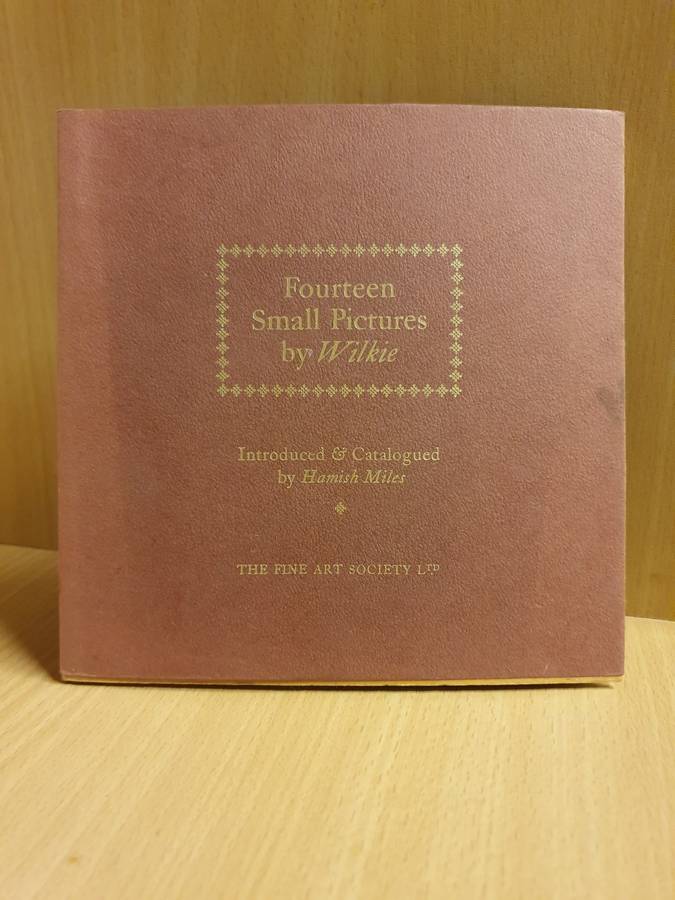 Fourteen
Small Pictures
by Wilkie
Introduced & Catalogued
by Hamish Miles
THE FINE ART SOCIETY LTD